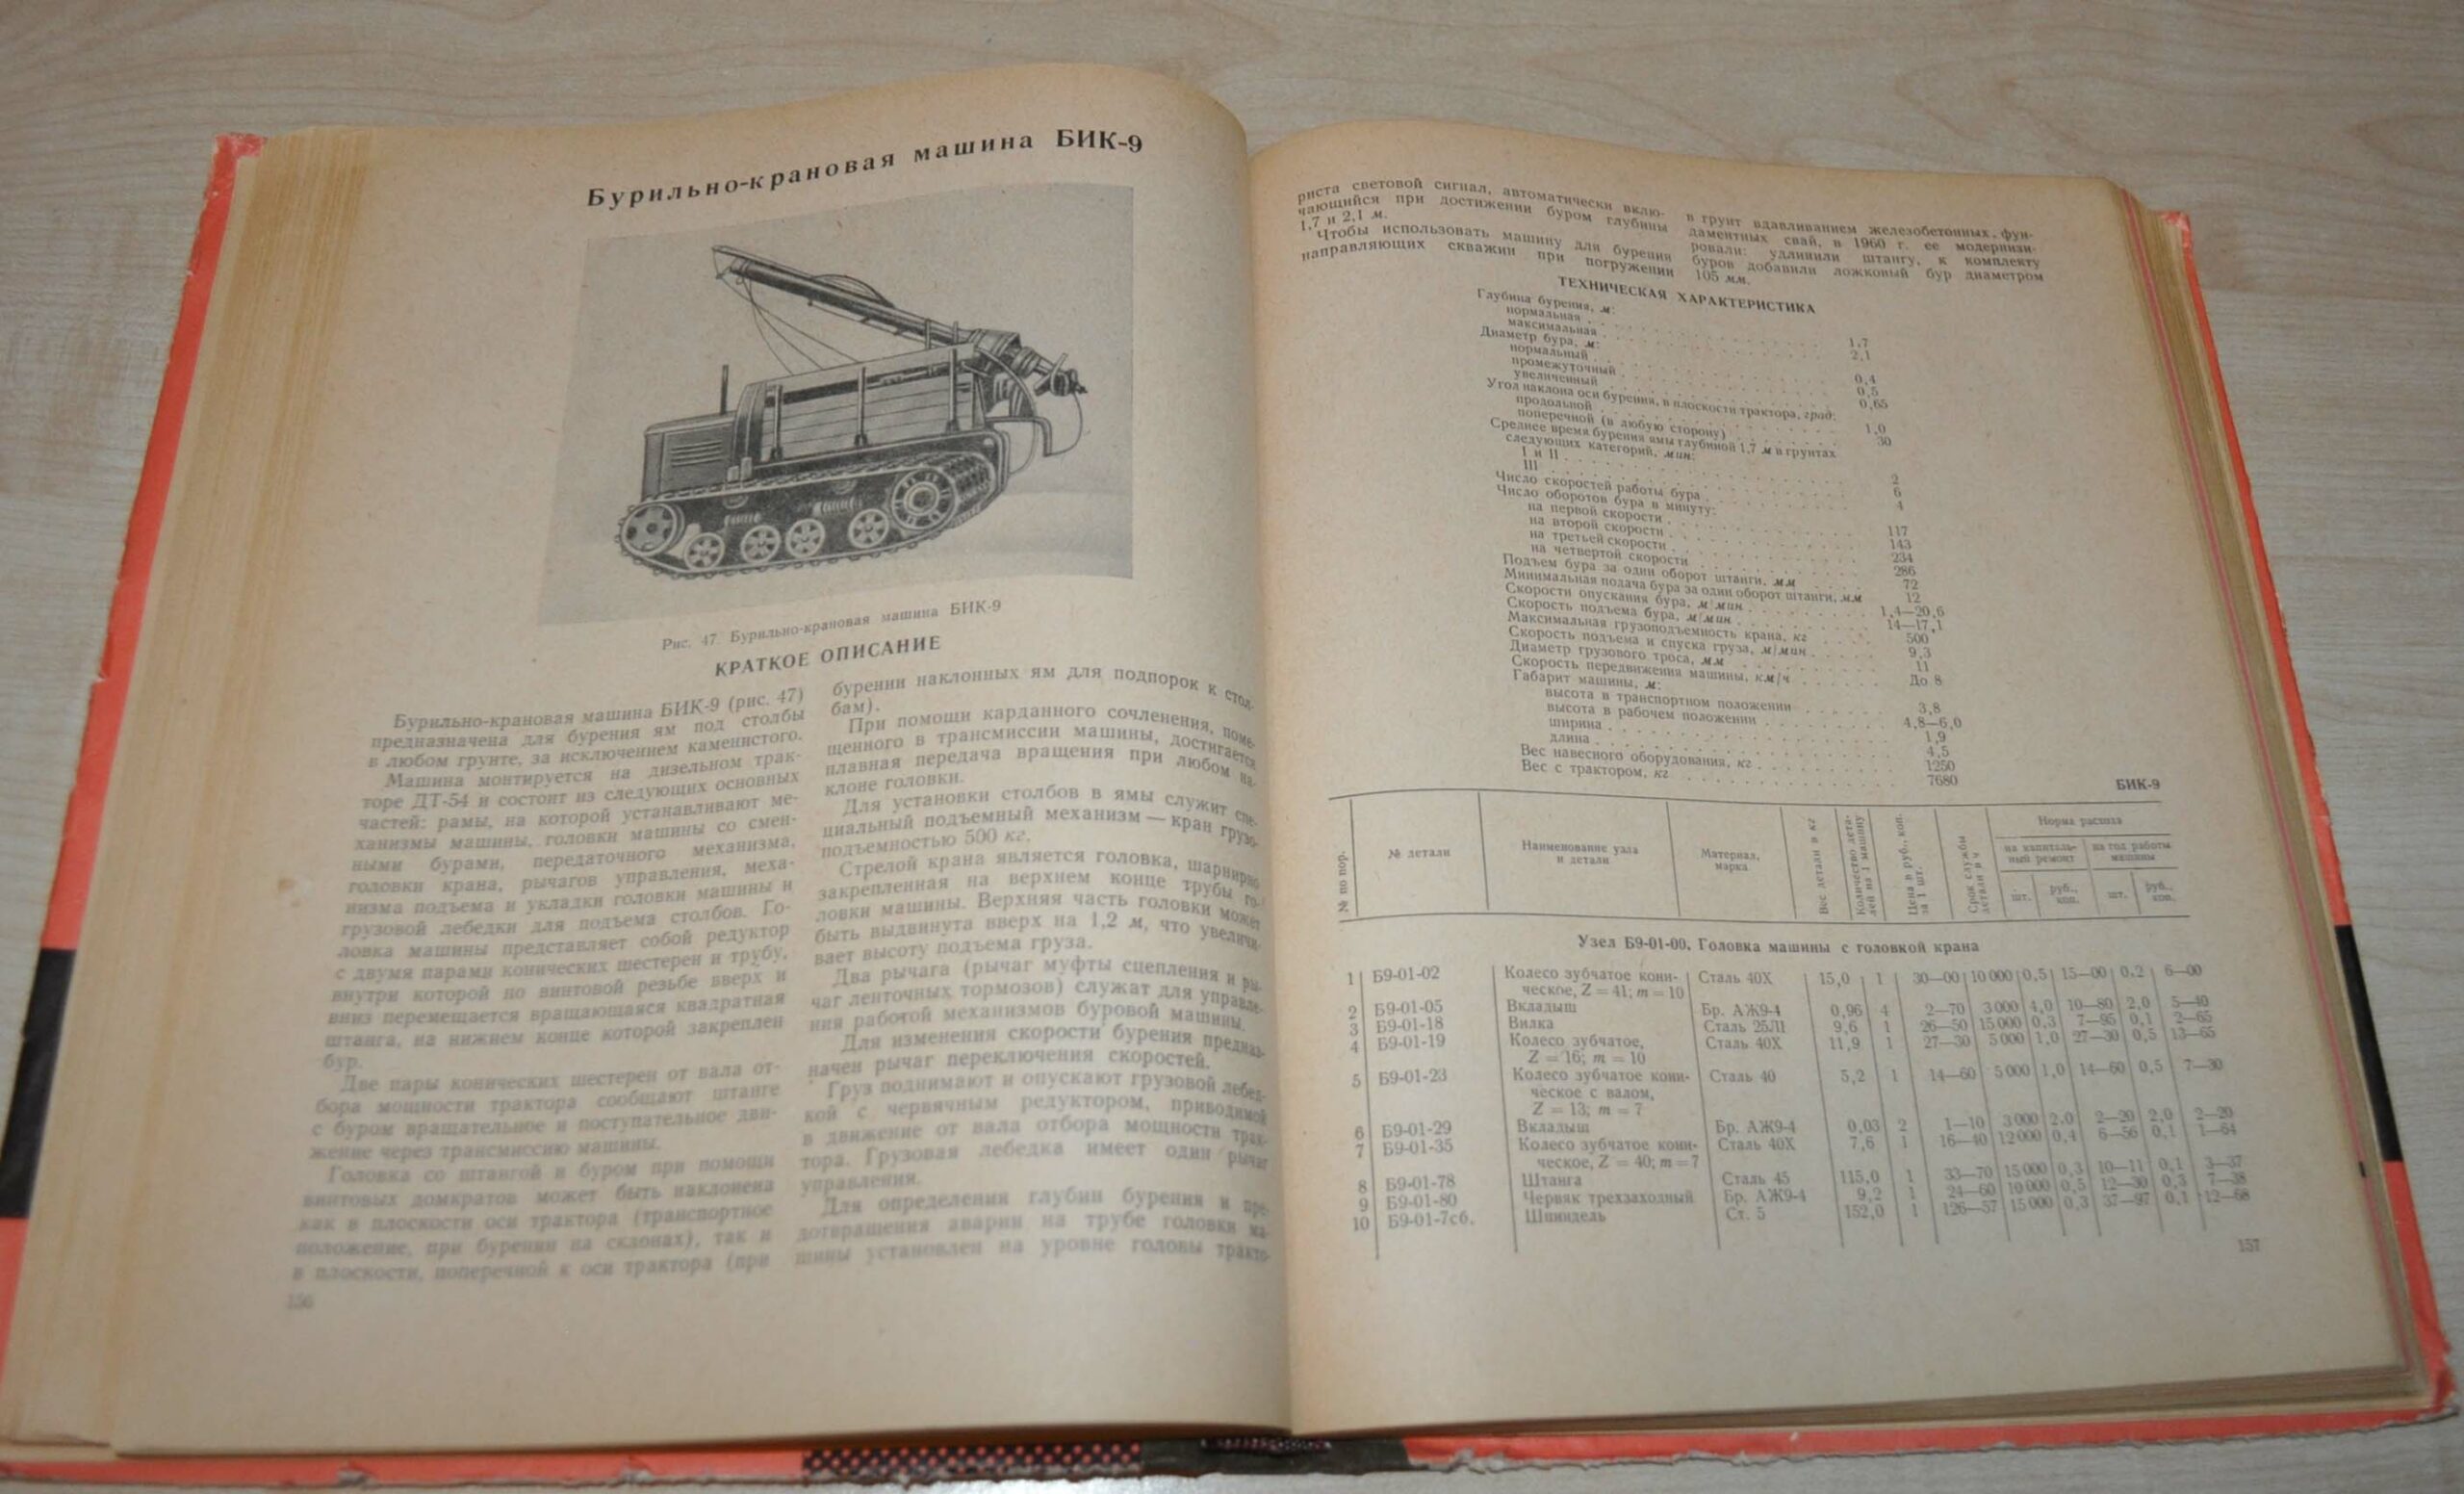 Бурильно-крановая машина БИК-9
Рис. 47 Бурильно-крановая машина БИК-9
КРАТКОЕ ОПИСАНИЕ
Бурильно-крановая машина БИК-9 (рис. 47)
предназначена для бурения ям под столбы
в любом грунте, за исключением каменистого.
Машина монтируется на дизельном трак-
торе ДТ-54 и состоит из следующих основных
частей: рамы, на которой устанавливают ме-
ханизмы машины, головки машины со смен-
ными бурами, передаточного механизма,
головки крана, рычагов управления, меха-
низма подъема и укладки головки машины и
грузовой лебедки для подъема столбов. Го-
ловка машины представляет собой редуктор
с двумя парами конических шестерен и трубу,
внутри которой по винтовой резьбе вверх и
вниз перемещается вращающаяся квадратная
штанга, на нижнем конце которой закреплен
бур.
Две пары конических шестерен от вала от-
бора мощности трактора сообщают штанге
с буром вращательное и поступательное дви-
жение через трансмиссию машины.
Головка со штангой и буром при помощи
винтовых домкратов может быть наклонена
как в плоскости оси трактора (транспортное
положение, при бурении на склонах), так и
в плоскости, поперечной к оси трактора (при
156
бурении наклонных ям для подпорок к стол-
бам).
При помощи карданного сочленения, поме-
щенного в трансмиссии машины, достигается
плавная передача вращения при любом на-
клоне головки.
Для установки столбов в ямы служит спе-
циальный подъемный механизм — кран грузо-
подъемностью 500 кг.
Стрелой крана является головка, шарнирно
закрепленная на верхнем конце трубы го-
ловки машины. Верхняя часть головки может
быть выдвинута вверх на 1,2 м, что увеличи-
вает высоту подъема груза.
Два рычага (рычаг муфты сцепления и ры-
чаг ленточных тормозов) служат для управле-
ния работой механизмов буровой машины.
Для изменения скорости бурения предназ-
начен рычаг переключения скоростей.
Груз поднимают и опускают грузовой лебед-
кой с червячным редуктором, приводимой
в движение от вала отбора мощности трак-
тора. Грузовая лебедка имеет один рычаг
управления.
Для определения глубин бурения и пре-
дотвращения аварии на трубе головки ма-
шины установлен на уровне головы тракто-
риста световой сигнал, автоматически вклю-
чающийся при достижении буром глубины
1,7 и 2,1 м.
Чтобы использовать машину для бурения
направляющих скважин при погружении
в грунт вдавливанием железобетонных фун-
даментных свай, в 1960 г. ее модернизи-
ровали: удлинили штангу, к комплекту
буров добавили ложковый бур диаметром
105 мм.
ТЕХНИЧЕСКАЯ ХАРАКТЕРИСТИКА
Глубина бурения, м:
нормальная 1,7
максимальная 2,1
Диаметр бура, м:
нормальный 0,4
промежуточный 0,5
увеличенный 0,65
Угол наклона оси бурения, в плоскости трактора, град:
продольной 1,0
поперечной (в любую сторону) 30
Среднее время бурения ямы глубиной 1,7 м в грунтах
следующих категорий, мин:
I и II 2
III 6
Число скоростей работы бура 4
Число оборотов бура в минуту:
на первой скорости 117
на второй скорости 143
на третьей скорости 234
на четвертой скорости 286
Подъем бура за один оборот штанги, мм 72
Минимальная подача бура за один оборот штанги, мм 12
Скорости опускания бура, м/мин 1,4—20,6
Скорость подъема бура, м/мин 14—17,1
Максимальная грузоподъемность крана, кг 500
Скорость подъема и спуска груза, м/мин 9,3
Диаметр грузового троса, мм 11
Скорость передвижения машины, км/ч До 8
Габарит машины, м:
высота в транспортном положении 3,8
высота в рабочем положении 4,8—6,0
ширина 1,9
длина 4,5
Вес навесного оборудования, кг 1250
Вес с трактором, кг 7680
БИК-9
№ по пор.
№ детали
Наименование узла
и детали
Материал,
марка
Вес детали в кг
Количество дета-
лей на 1 машину
Цена в руб., коп.
за 1 шт.
Срок службы
детали в ч
Норма расхода
на капиталь-
ный ремонт
на год работы
машины
шт.
руб.,
коп.
шт.
руб.,
коп.
Узел Б9-01-00. Головка машины с головкой крана
1 Б9-01-02 Колесо зубчатое кони- Сталь 40Х 15,0 1 30—00 10 000 0,5 15—00 0,2 6—00
ческое, Z = 41; m = 10
2 Б9-01-05 Вкладыш Бр. АЖ9-4 0,96 4 2—70 3 000 4,0 10—80 2,0 5—40
3 Б9-01-18 Вилка Сталь 25Л1 9,6 1 26—50 15 000 0,3 7—95 0,1 2—65
4 Б9-01-19 Колесо зубчатое, Сталь 40Х 11,9 1 27—30 5 000 1,0 27—30 0,5 13—65
Z = 16; m = 10
5 Б9-01-23 Колесо зубчатое кони- Сталь 40 5,2 1 14—60 5 000 1,0 14—60 0,5 7—30
ческое с валом,
Z = 13; m = 7
6 Б9-01-29 Вкладыш Бр. АЖ9-4 0,03 2 1—10 3 000 2,0 2—20 2,0 2—20
7 Б9-01-35 Колесо зубчатое кони- Сталь 40Х 7,6 1 16—40 12 000 0,4 6—56 0,1 1—64
ческое, Z = 40; m = 7
8 Б9-01-78 Штанга Сталь 45 115,0 1 33—70 15 000 0,3 10—11 0,1 3—37
9 Б9-01-80 Червяк трехзаходный Бр. АЖ9-4 9,2 1 24—60 10 000 0,5 12—30 0,3 7—38
10 Б9-01-7сб. Шпиндель Ст. 5 152,0 1 126—57 15 000 0,3 37—97 0,1 12—68
157